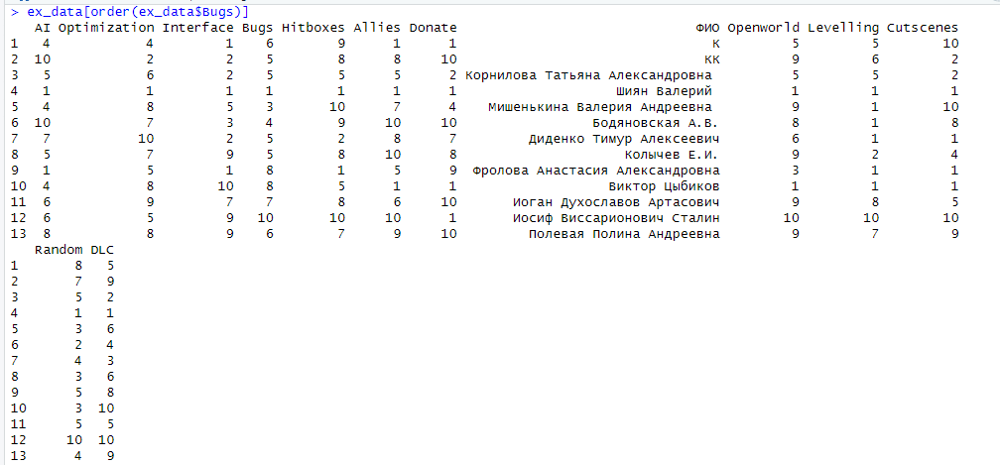 > ex_data[order(ex_data$Bugs)]
AI Optimization Interface Bugs Hitboxes Allies Donate ФИО Openworld Levelling Cutscenes
1 4 4 1 6 9 1 1 К 5 5 10
2 10 2 2 5 8 8 10 КК 9 6 2
3 5 6 2 5 5 5 2 Корнилова Татьяна Александровна 5 5 2
4 1 1 1 1 1 1 1 Шиян Валерий 1 1 1
5 4 8 5 3 10 7 4 Мишенькина Валерия Андреевна 9 1 10
6 10 7 3 4 9 10 10 Бодяновская А.В. 8 1 8
7 7 10 2 5 2 8 7 Диденко Тимур Алексеевич 6 1 1
8 5 7 9 5 8 10 8 Колычев Е.И. 9 2 4
9 1 5 1 8 1 5 9 Фролова Анастасия Александровна 3 1 1
10 4 8 10 8 5 1 1 Виктор Цыбиков 1 1 1
11 6 9 7 7 8 6 10 Иоган Духославов Артасович 9 8 5
12 6 5 9 10 10 10 1 Иосиф Виссарионович Сталин 10 10 10
13 8 8 9 6 7 9 10 Полевая Полина Андреевна 9 7 9
Random DLC
1 8 5
2 7 9
3 5 2
4 1 1
5 3 6
6 2 4
7 4 3
8 3 6
9 5 8
10 3 10
11 5 5
12 10 10
13 4 9